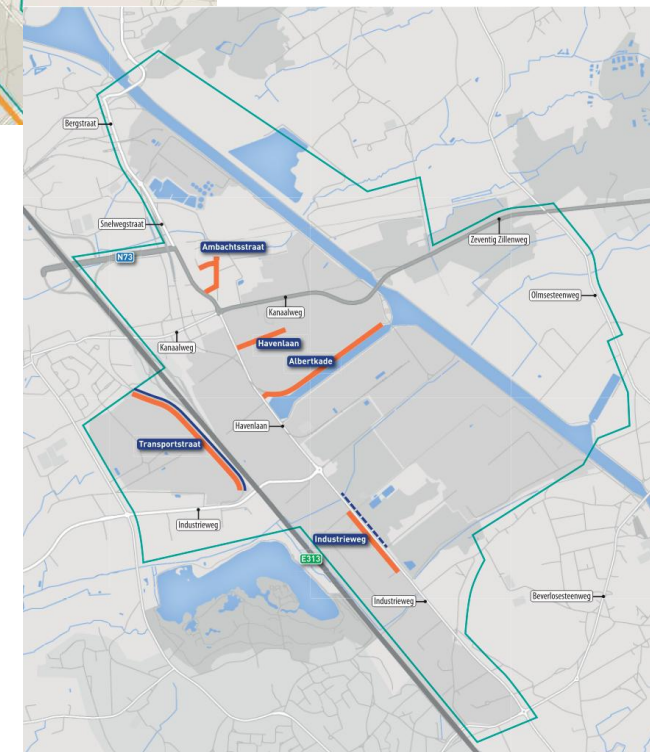 Bergstraat
Snelwegstraat
Ambachtsstraat
Zeventig Zillenweg
N73
Kanaalweg
Olmsesteenweg
Kanaalweg
Havenlaan
Albertkade
Havenlaan
Transportstraat
Industrieweg
Industrieweg
E313
Industrieweg
Beverlosesteenweg